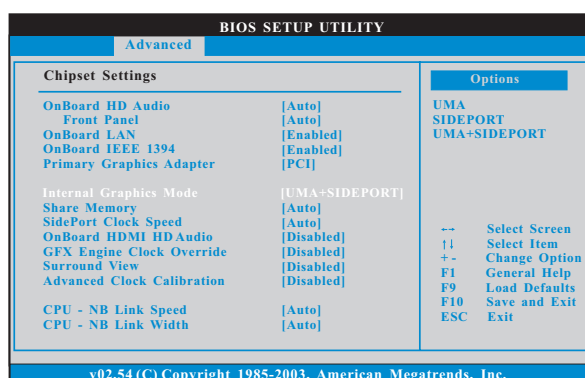 BIOS SETUP UTILITY
Advanced
Chipset Settings
OnBoard HD Audio [Auto]
Front Panel [Auto]
OnBoard LAN [Enabled]
OnBoard IEEE 1394 [Enabled]
Primary Graphics Adapter [PCI]
Internal Graphics Mode [UMA+SIDEPORT]
Share Memory [Auto]
SidePort Clock Speed [Auto]
OnBoard HDMI HD Audio [Disabled]
GFX Engine Clock Override [Disabled]
Surround View [Disabled]
Advanced Clock Calibration [Disabled]
CPU - NB Link Speed [Auto]
CPU - NB Link Width [Auto]
Options
UMA
SIDEPORT
UMA+SIDEPORT
↔ Select Screen
↑↓ Select Item
+ - Change Option
F1 General Help
F9 Load Defaults
F10 Save and Exit
ESC Exit
v02.54 (C) Copyright 1985-2003, American Megatrends, Inc.